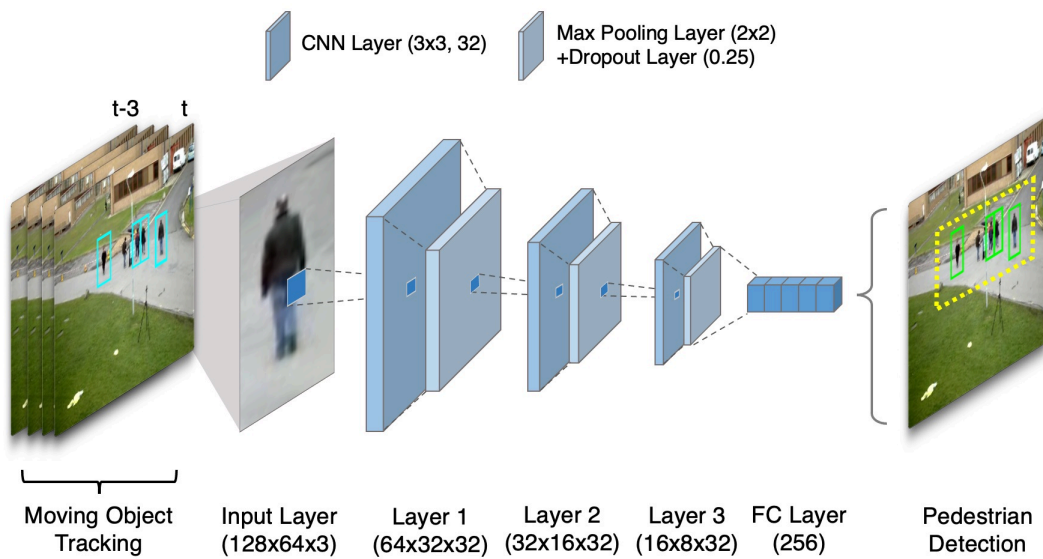 CNN Layer (3x3, 32)
Max Pooling Layer (2x2)
+Dropout Layer (0.25)
t-3
t
Moving Object
Tracking
Input Layer
(128x64x3)
Layer 1
(64x32x32)
Layer 2
(32x16x32)
Layer 3
(16x8x32)
FC Layer
(256)
Pedestrian
Detection